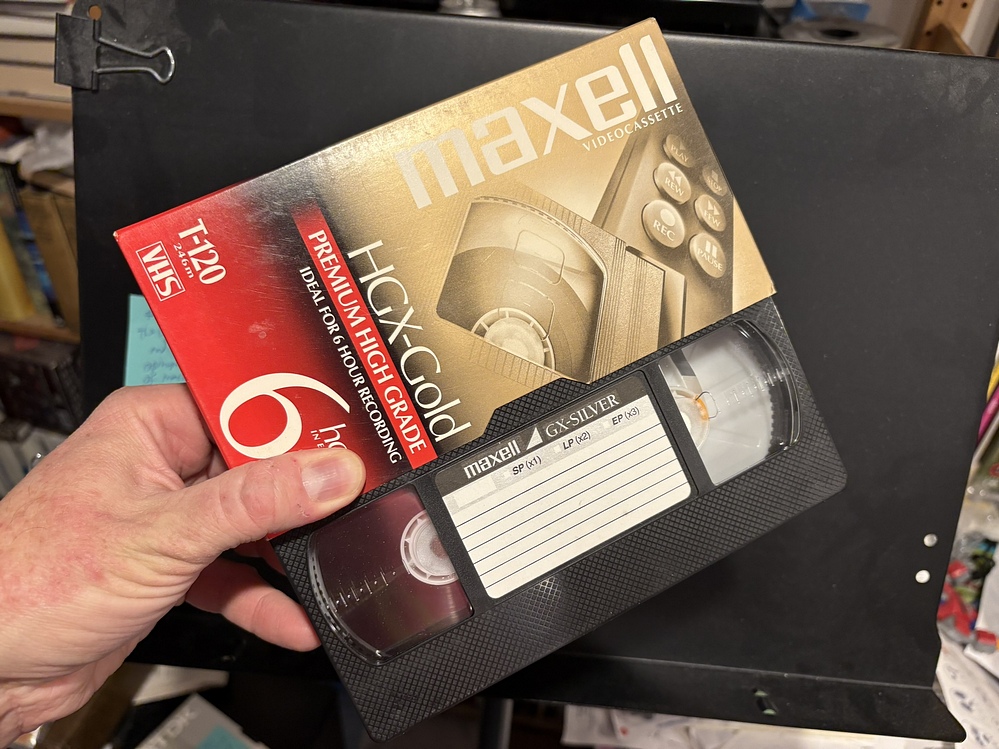 maxell
VIDEOCASSETTE
PLAY
REW
REC
PAUSE
T-120
246m
VHS
HGX-Gold
PREMIUM HIGH GRADE
IDEAL FOR 6 HOUR RECORDING
6
maxell GX-SILVER
SP (x1) LP (x2) EP (x3)
TDK